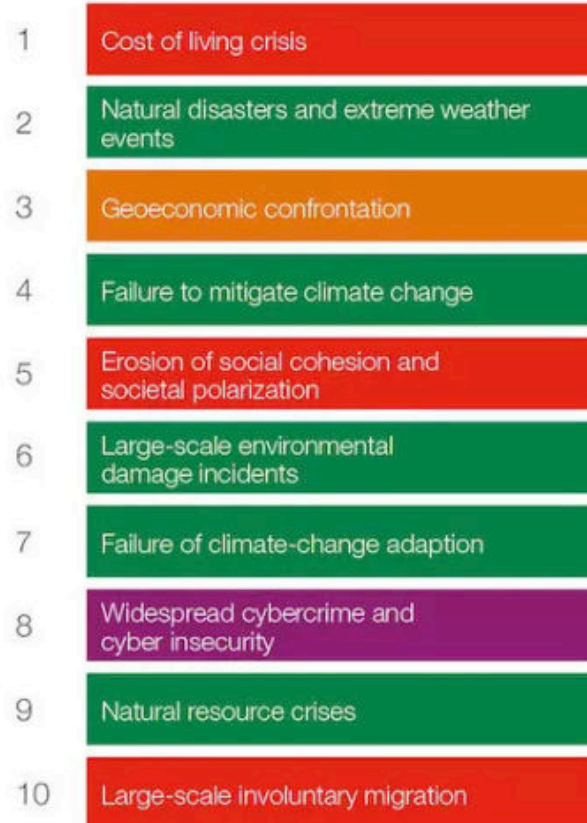 1 Cost of living crisis
2 Natural disasters and extreme weather
events
3 Geoeconomic confrontation
4 Failure to mitigate climate change
5 Erosion of social cohesion and
societal polarization
6 Large-scale environmental
damage incidents
7 Failure of climate-change adaption
8 Widespread cybercrime and
cyber insecurity
9 Natural resource crises
10 Large-scale involuntary migration